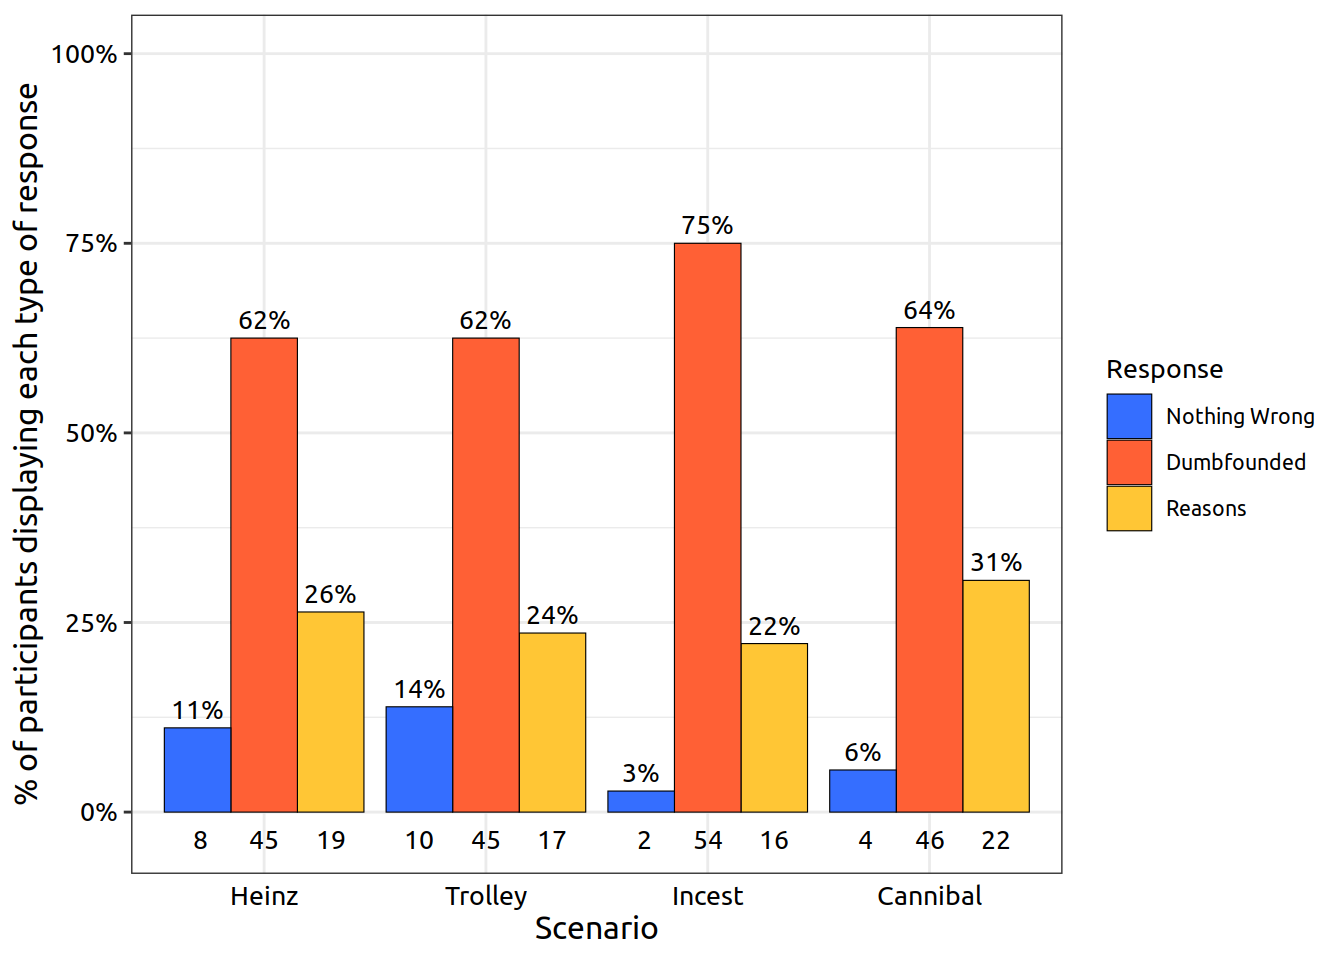 % of participants displaying each type of response
100%
75%
50%
25%
0%
11%
62%
26%
14%
62%
24%
3%
75%
22%
6%
64%
31%
8 45 19 10 45 17 2 54 16 4 46 22
Heinz Trolley Incest Cannibal
Scenario
Response
Nothing Wrong
Dumbfounded
Reasons